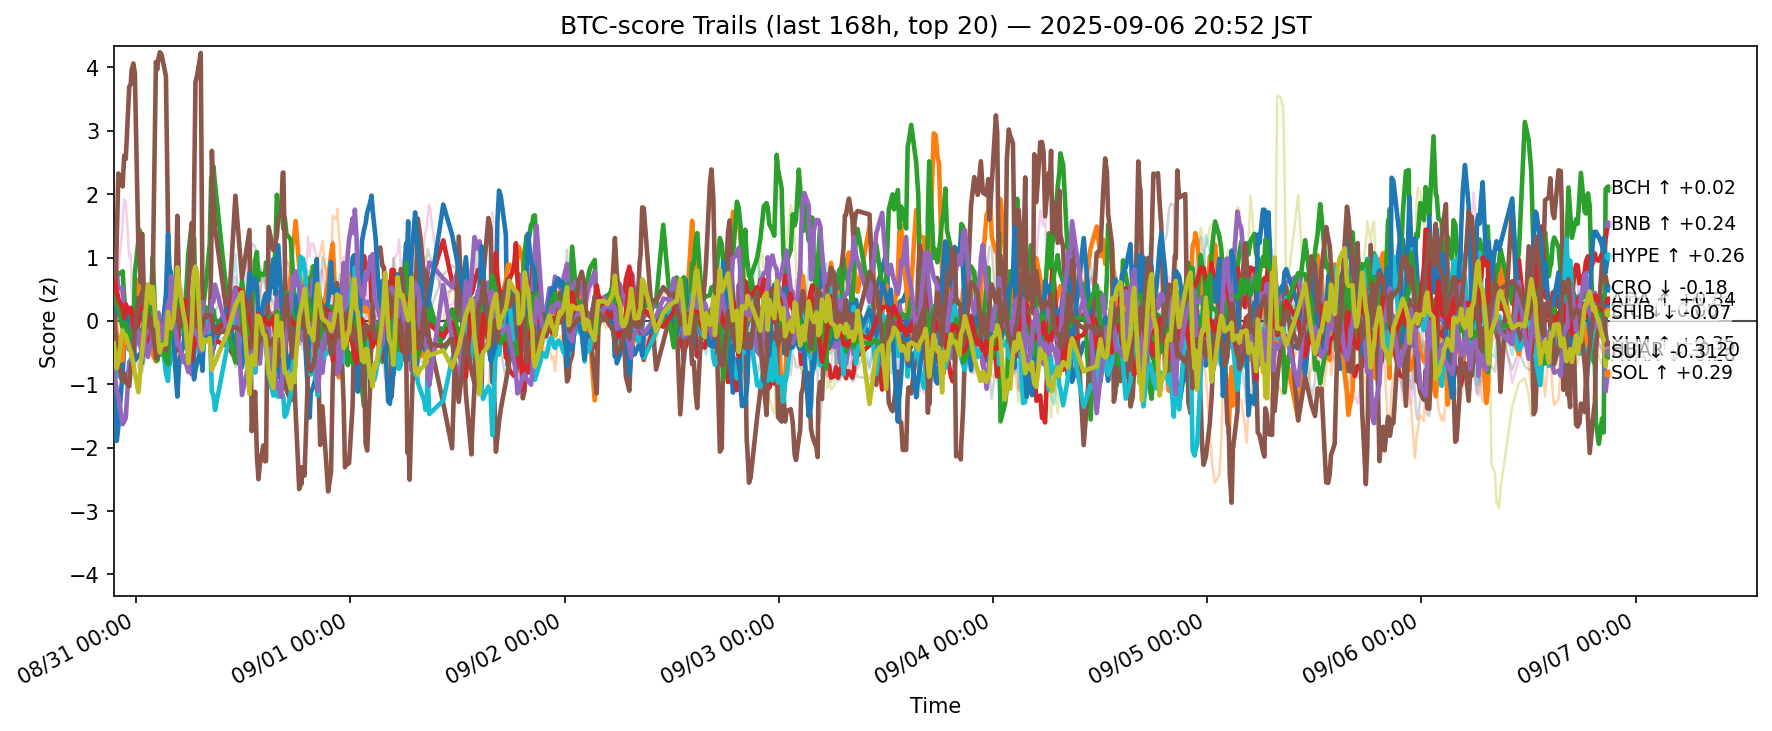 BTC-score Trails (last 168h, top 20) — 2025-09-06 20:52 JST
4
3
2
1
0
−1
−2
−3
−4
Score (z)
BCH ↑ +0.02
BNB ↑ +0.24
HYPE ↑ +0.26
CRO ↓ -0.18
SHIB ↓ -0.07
SUI
SOL ↑ +0.29
08/31 00:00
09/01 00:00
09/02 00:00
09/03 00:00
09/04 00:00
09/05 00:00
09/06 00:00
09/07 00:00
Time